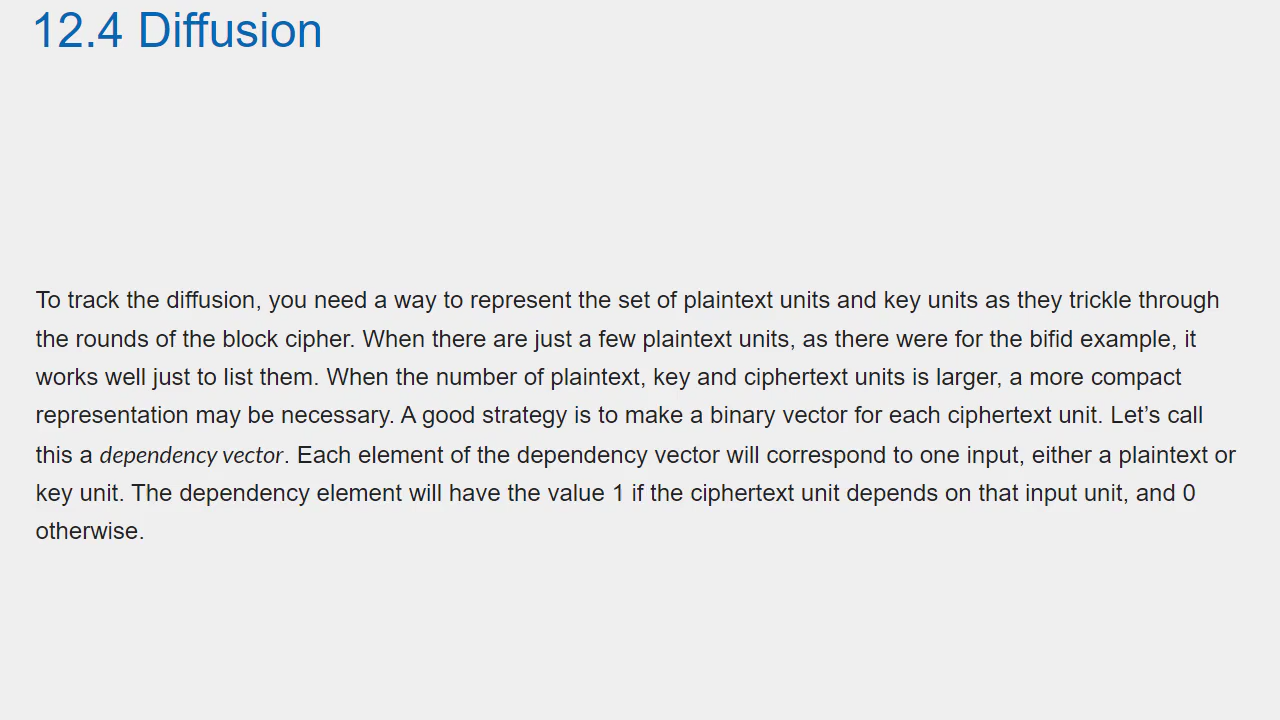 12.4 Diffusion
To track the diffusion, you need a way to represent the set of plaintext units and key units as they trickle through
the rounds of the block cipher. When there are just a few plaintext units, as there were for the bifid example, it
works well just to list them. When the number of plaintext, key and ciphertext units is larger, a more compact
representation may be necessary. A good strategy is to make a binary vector for each ciphertext unit. Let’s call
this a dependency vector. Each element of the dependency vector will correspond to one input, either a plaintext or
key unit. The dependency element will have the value 1 if the ciphertext unit depends on that input unit, and 0
otherwise.